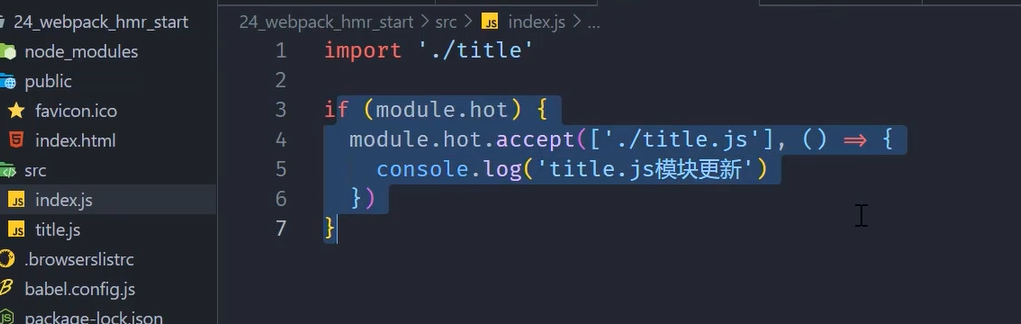 24_webpack_hmr_start
node_modules
public
favicon.ico
index.html
src
index.js
title.js
.browserslistrc
babel.config.js
package-lock.json
24_webpack_hmr_start > src > JS index.js > ...
1 import './title'
2
3 if (module.hot) {
4 module.hot.accept(['./title.js'], () => {
5 console.log('title.js模块更新')
6 })
7 }